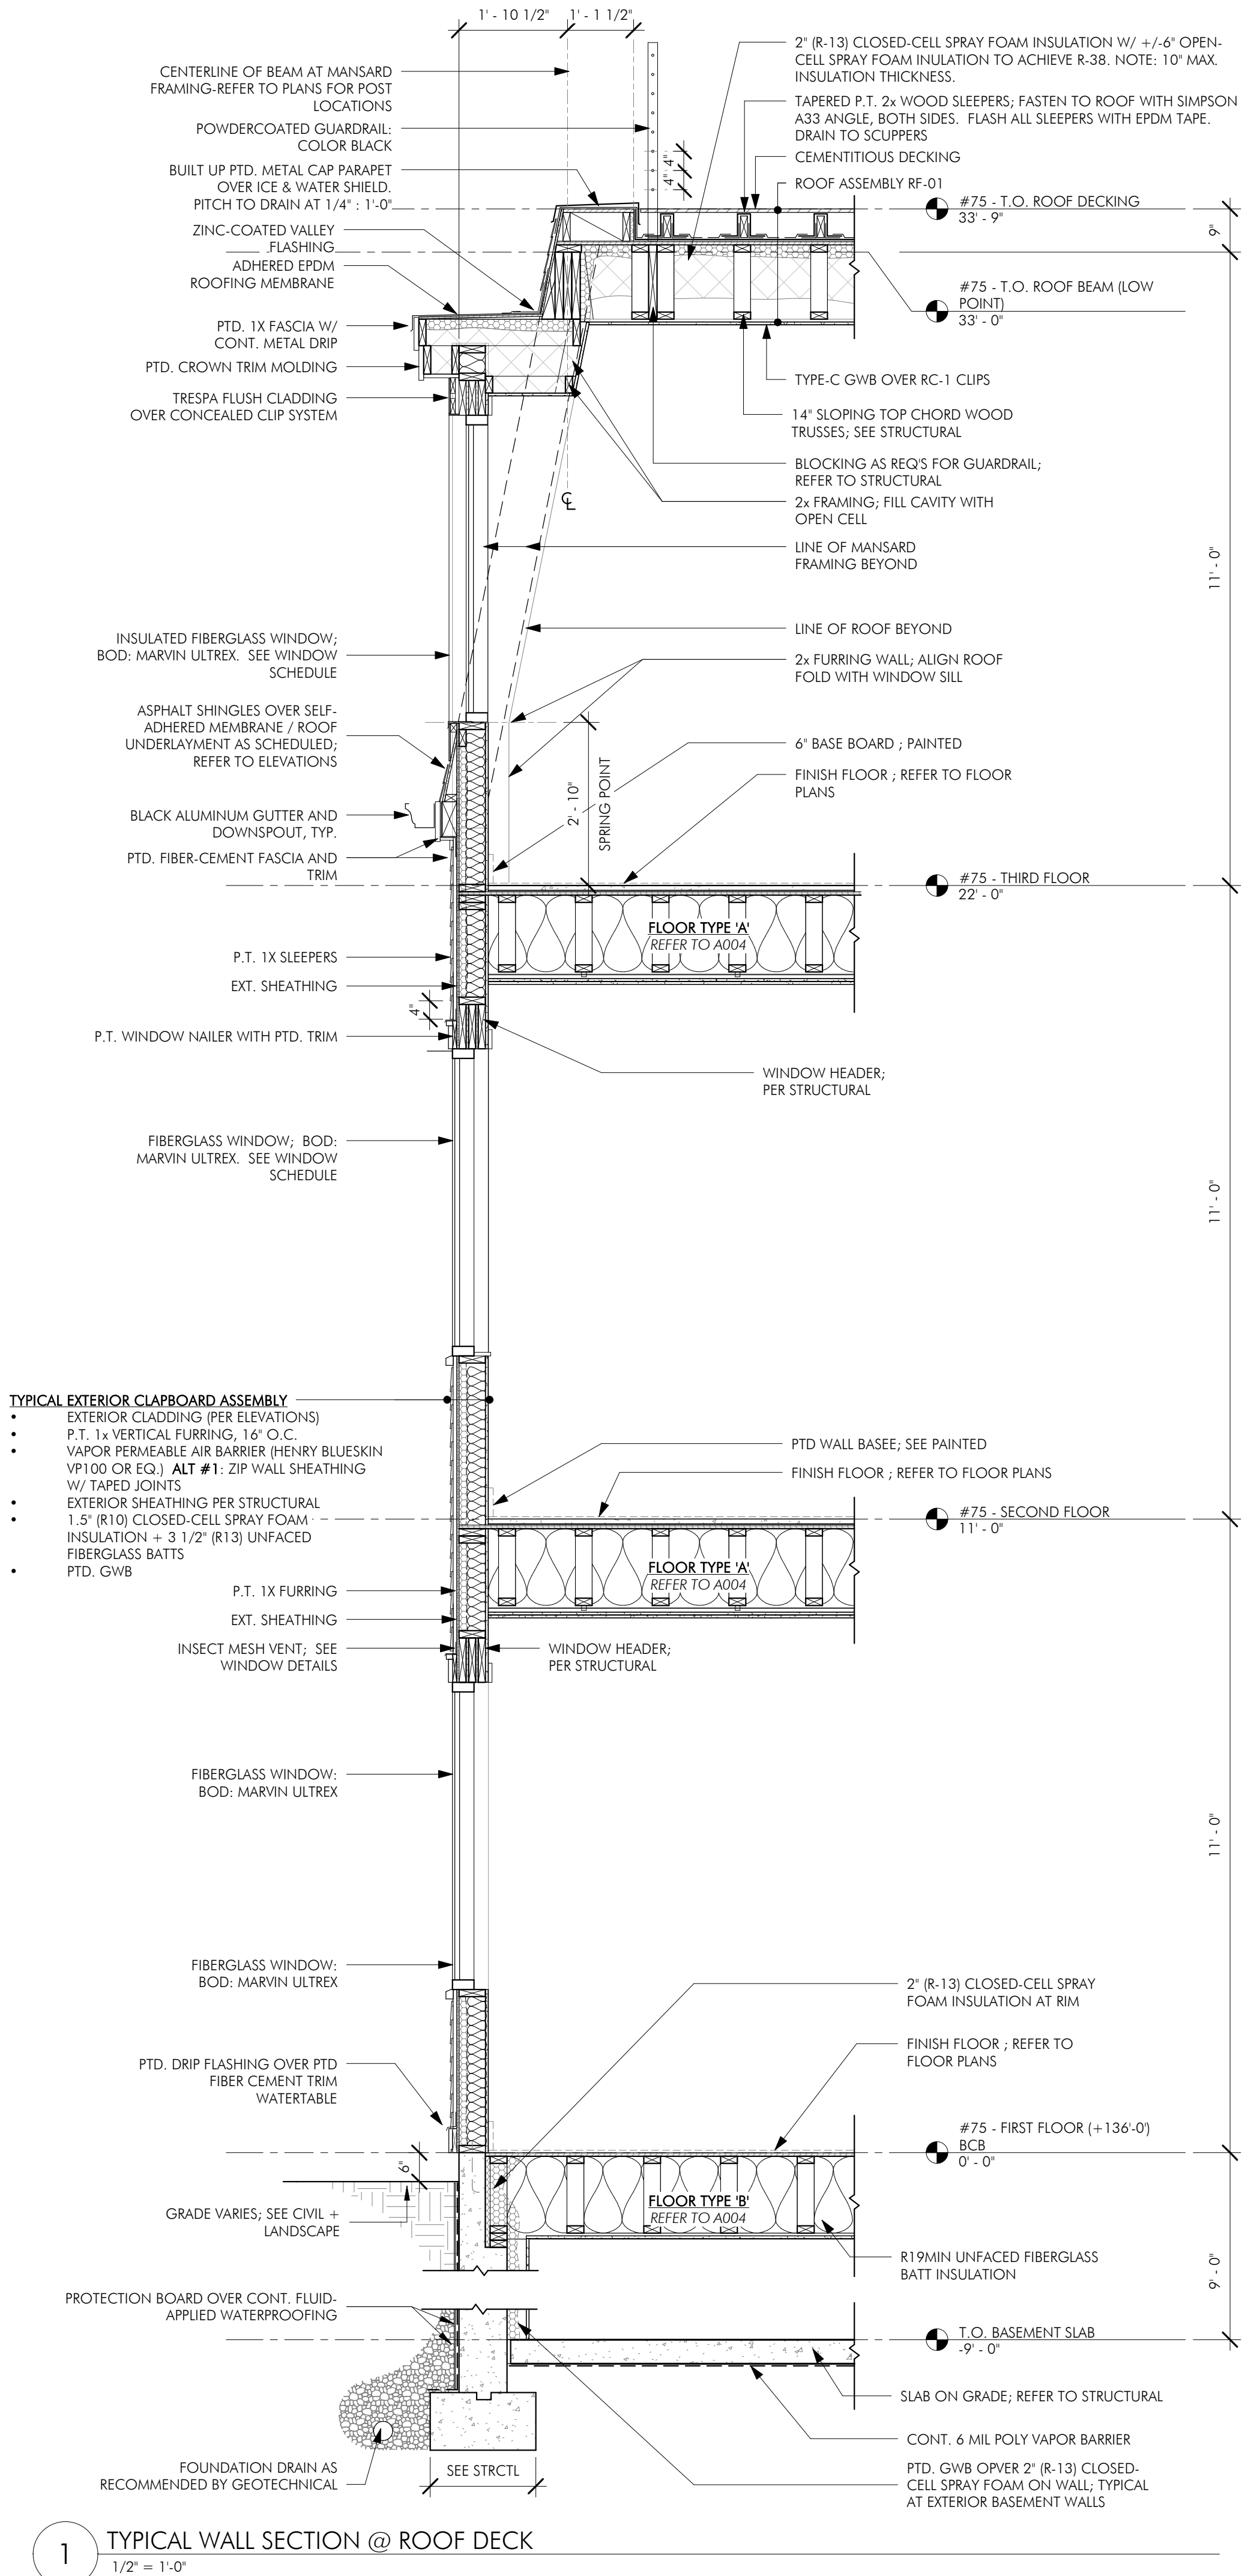 1' - 10 1/2"
1' - 1 1/2"
CENTERLINE OF BEAM AT MANSARD
FRAMING-REFER TO PLANS FOR POST
LOCATIONS
POWDERCOATED GUARDRAIL:
COLOR BLACK
BUILT UP PTD. METAL CAP PARAPET
OVER ICE & WATER SHIELD.
PITCH TO DRAIN AT 1/4" : 1'-0"
ZINC-COATED VALLEY
FLASHING
ADHERED EPDM
ROOFING MEMBRANE
PTD. 1X FASCIA W/
CONT. METAL DRIP
PTD. CROWN TRIM MOLDING
TRESPA FLUSH CLADDING
OVER CONCEALED CLIP SYSTEM
4"
4"
2" (R-13) CLOSED-CELL SPRAY FOAM INSULATION W/ +/-6" OPEN-
CELL SPRAY FOAM INULATION TO ACHIEVE R-38. NOTE: 10" MAX.
INSULATION THICKNESS.
TAPERED P.T. 2x WOOD SLEEPERS; FASTEN TO ROOF WITH SIMPSON
A33 ANGLE, BOTH SIDES. FLASH ALL SLEEPERS WITH EPDM TAPE.
DRAIN TO SCUPPERS
CEMENTITIOUS DECKING
ROOF ASSEMBLY RF-01
#75 - T.O. ROOF DECKING
33' - 9"
9"
#75 - T.O. ROOF BEAM (LOW
POINT)
33' - 0"
TYPE-C GWB OVER RC-1 CLIPS
14" SLOPING TOP CHORD WOOD
TRUSSES; SEE STRUCTURAL
BLOCKING AS REQ'S FOR GUARDRAIL;
REFER TO STRUCTURAL
2x FRAMING; FILL CAVITY WITH
OPEN CELL
CL
LINE OF MANSARD
FRAMING BEYOND
11' - 0"
LINE OF ROOF BEYOND
2x FURRING WALL; ALIGN ROOF
FOLD WITH WINDOW SILL
INSULATED FIBERGLASS WINDOW;
BOD: MARVIN ULTREX. SEE WINDOW
SCHEDULE
ASPHALT SHINGLES OVER SELF-
ADHERED MEMBRANE / ROOF
UNDERLAYMENT AS SCHEDULED;
REFER TO ELEVATIONS
BLACK ALUMINUM GUTTER AND
DOWNSPOUT, TYP.
PTD. FIBER-CEMENT FASCIA AND
TRIM
2' - 10"
SPRING POINT
6" BASE BOARD ; PAINTED
FINISH FLOOR ; REFER TO FLOOR
PLANS
#75 - THIRD FLOOR
22' - 0"
FLOOR TYPE 'A'
REFER TO A004
P.T. 1X SLEEPERS
EXT. SHEATHING
4"
P.T. WINDOW NAILER WITH PTD. TRIM
WINDOW HEADER;
PER STRUCTURAL
FIBERGLASS WINDOW; BOD:
MARVIN ULTREX. SEE WINDOW
SCHEDULE
11' - 0"
TYPICAL EXTERIOR CLAPBOARD ASSEMBLY
• EXTERIOR CLADDING (PER ELEVATIONS)
• P.T. 1x VERTICAL FURRING, 16" O.C.
• VAPOR PERMEABLE AIR BARRIER (HENRY BLUESKIN
VP100 OR EQ.) ALT #1: ZIP WALL SHEATHING
W/ TAPED JOINTS
• EXTERIOR SHEATHING PER STRUCTURAL
• 1.5" (R10) CLOSED-CELL SPRAY FOAM
INSULATION + 3 1/2" (R13) UNFACED
FIBERGLASS BATTS
• PTD. GWB
PTD WALL BASEE; SEE PAINTED
FINISH FLOOR ; REFER TO FLOOR PLANS
#75 - SECOND FLOOR
11' - 0"
FLOOR TYPE 'A'
REFER TO A004
P.T. 1X FURRING
EXT. SHEATHING
INSECT MESH VENT; SEE
WINDOW DETAILS
WINDOW HEADER;
PER STRUCTURAL
FIBERGLASS WINDOW:
BOD: MARVIN ULTREX
11' - 0"
FIBERGLASS WINDOW:
BOD: MARVIN ULTREX
2" (R-13) CLOSED-CELL SPRAY
FOAM INSULATION AT RIM
FINISH FLOOR ; REFER TO
FLOOR PLANS
PTD. DRIP FLASHING OVER PTD
FIBER CEMENT TRIM
WATERTABLE
#75 - FIRST FLOOR (+136'-0')
BCB
0' - 0"
6"
GRADE VARIES; SEE CIVIL +
LANDSCAPE
FLOOR TYPE 'B'
REFER TO A004
R19MIN UNFACED FIBERGLASS
BATT INSULATION
9' - 0"
PROTECTION BOARD OVER CONT. FLUID-
APPLIED WATERPROOFING
T.O. BASEMENT SLAB
-9' - 0"
SLAB ON GRADE; REFER TO STRUCTURAL
CONT. 6 MIL POLY VAPOR BARRIER
FOUNDATION DRAIN AS
RECOMMENDED BY GEOTECHNICAL
SEE STRCTL
PTD. GWB OPVER 2" (R-13) CLOSED-
CELL SPRAY FOAM ON WALL; TYPICAL
AT EXTERIOR BASEMENT WALLS
1
TYPICAL WALL SECTION @ ROOF DECK
1/2" = 1'-0"